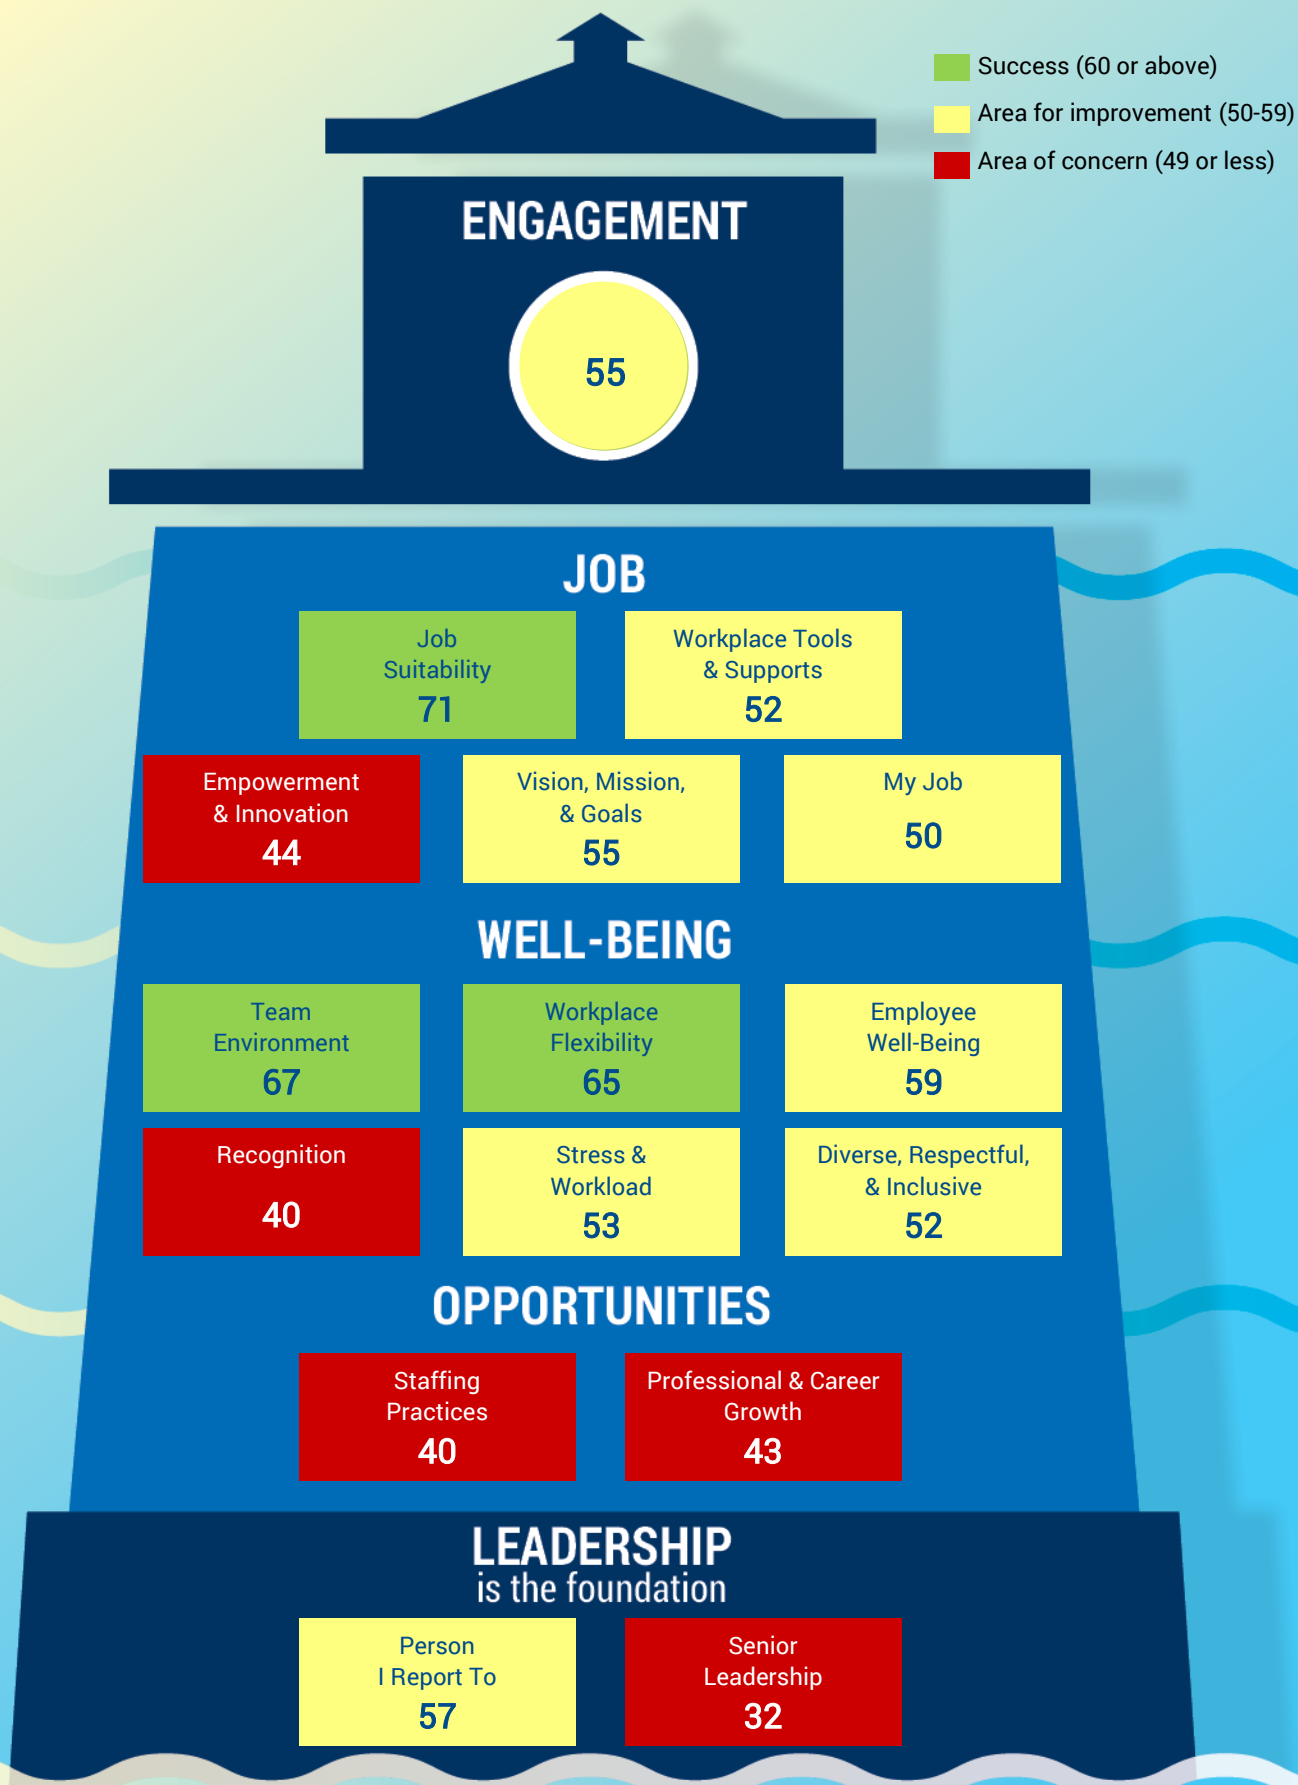 Success (60 or above)
Area for improvement (50-59)
Area of concern (49 or less)
ENGAGEMENT
55
JOB
Job
Suitability
71
Workplace Tools
& Supports
52
Empowerment
& Innovation
44
Vision, Mission,
& Goals
55
My Job
50
WELL-BEING
Team
Environment
67
Workplace
Flexibility
65
Employee
Well-Being
59
Recognition
40
Stress &
Workload
53
Diverse, Respectful,
& Inclusive
52
OPPORTUNITIES
Staffing
Practices
40
Professional & Career
Growth
43
LEADERSHIP
is the foundation
Person
I Report To
57
Senior
Leadership
32